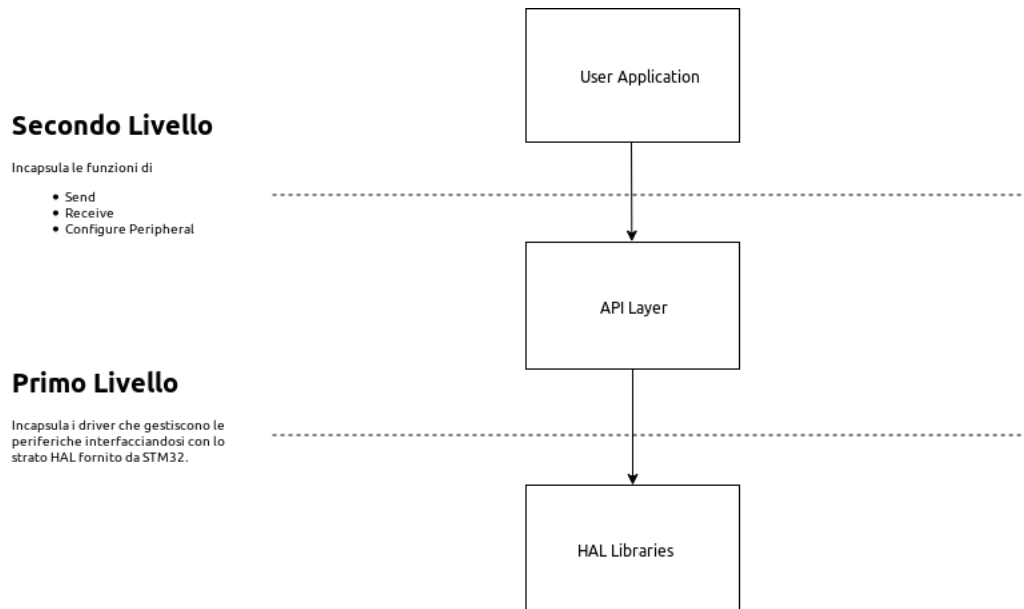 User Application
Secondo Livello
Incapsula le funzioni di
Send
Receive
Configure Peripheral
API Layer
Primo Livello
Incapsula i driver che gestiscono le
periferiche interfacciandosi con lo
strato HAL fornito da STM32.
HAL Libraries